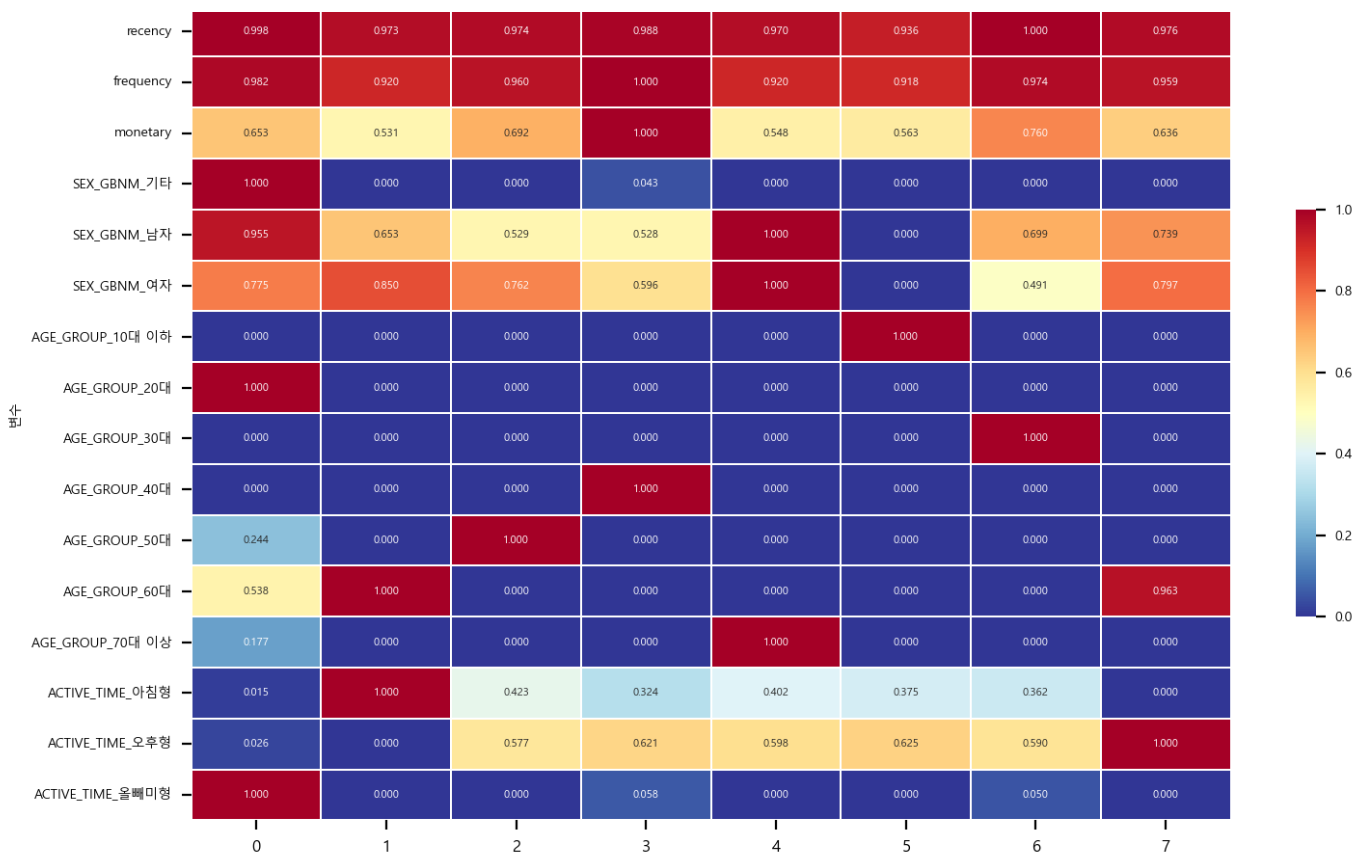 recency 0.998 0.973 0.974 0.988 0.970 0.936 1.000 0.976
frequency 0.982 0.920 0.960 1.000 0.920 0.918 0.974 0.959
monetary 0.653 0.531 0.692 1.000 0.548 0.563 0.760 0.636
SEX_GBNM_기타 1.000 0.000 0.000 0.043 0.000 0.000 0.000 0.000
SEX_GBNM_남자 0.955 0.653 0.529 0.528 1.000 0.000 0.699 0.739
SEX_GBNM_여자 0.775 0.850 0.762 0.596 1.000 0.000 0.491 0.797
AGE_GROUP_10대 이하 0.000 0.000 0.000 0.000 0.000 1.000 0.000 0.000
AGE_GROUP_20대 1.000 0.000 0.000 0.000 0.000 0.000 0.000 0.000
AGE_GROUP_30대 0.000 0.000 0.000 0.000 0.000 0.000 1.000 0.000
AGE_GROUP_40대 0.000 0.000 0.000 1.000 0.000 0.000 0.000 0.000
AGE_GROUP_50대 0.244 0.000 1.000 0.000 0.000 0.000 0.000 0.000
AGE_GROUP_60대 0.538 1.000 0.000 0.000 0.000 0.000 0.000 0.963
AGE_GROUP_70대 이상 0.177 0.000 0.000 0.000 1.000 0.000 0.000 0.000
ACTIVE_TIME_아침형 0.015 1.000 0.423 0.324 0.402 0.375 0.362 0.000
ACTIVE_TIME_오후형 0.026 0.000 0.577 0.621 0.598 0.625 0.590 1.000
ACTIVE_TIME_올빼미형 1.000 0.000 0.000 0.058 0.000 0.000 0.050 0.000
0 1 2 3 4 5 6 7
변수
1.0
0.8
0.6
0.4
0.2
0.0